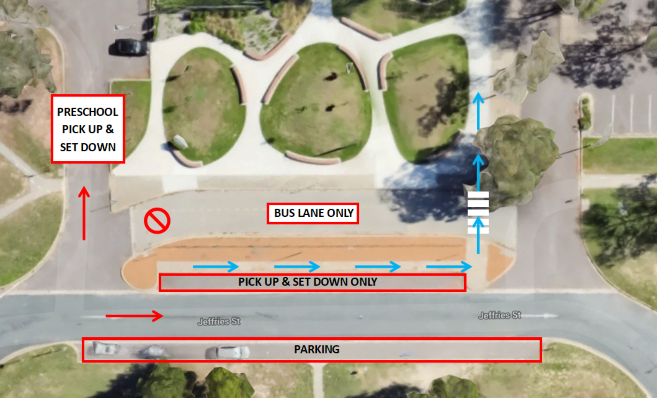 PRESCHOOL
PICK UP &
SET DOWN
BUS LANE ONLY
PICK UP & SET DOWN ONLY
Jeffries St
Jeffries St
PARKING